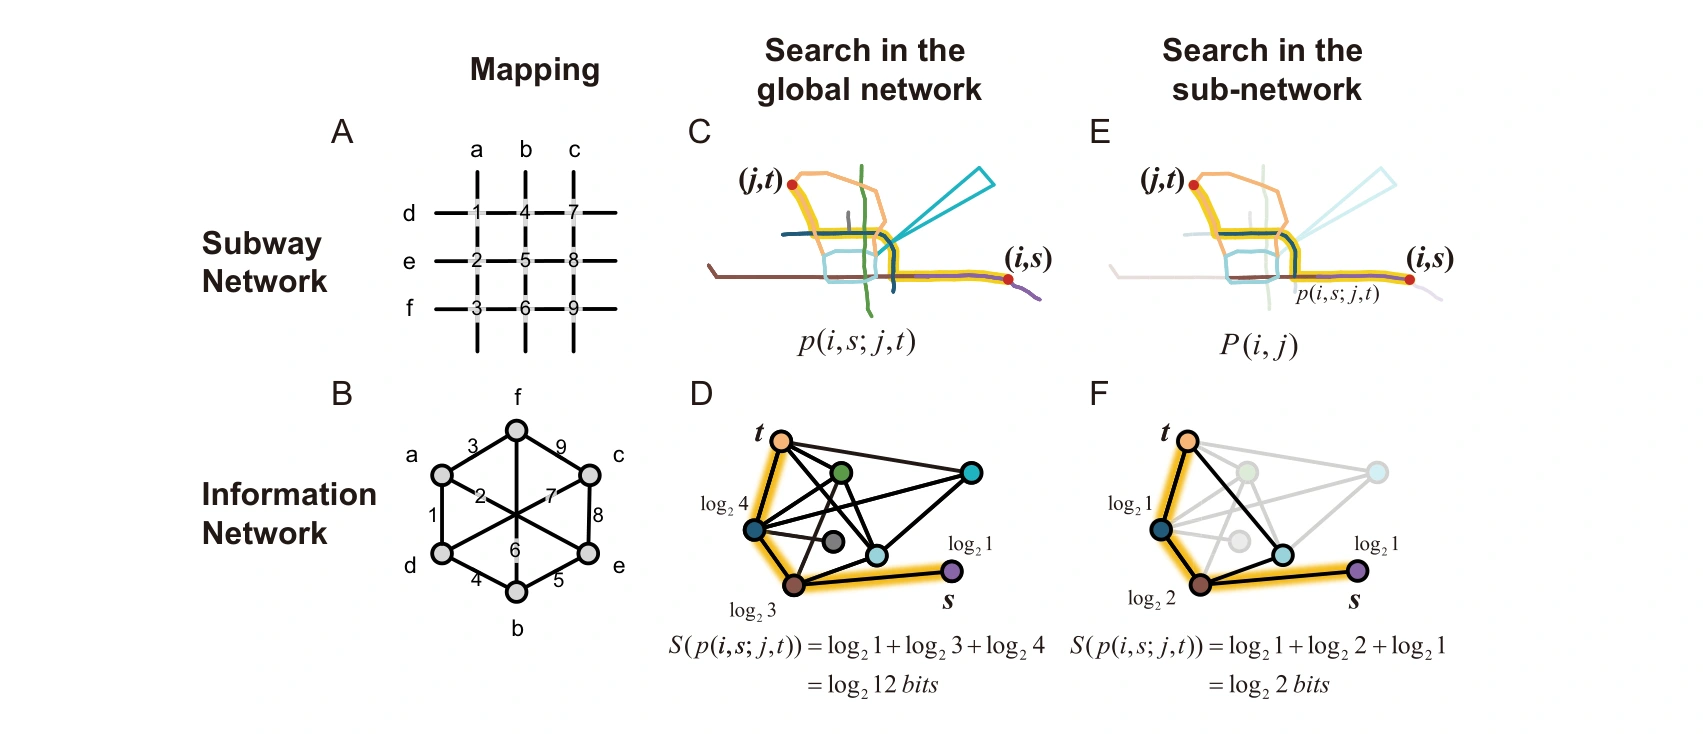 Mapping
Search in the
global network
Search in the
sub-network
Subway
Network
Information
Network
A
a b c
d
e
f
1 4 7
2 5 8
3 6 9
B
f
a
c
d
e
b
3
9
2
7
1
8
6
4
5
C
(j,t)
(i,s)
p(i,s; j,t)
D
t
log₂ 4
log₂ 3
log₂ 1
s
S(p(i,s; j,t)) = log₂ 1 + log₂ 3 + log₂ 4
= log₂ 12 bits
E
(j,t)
(i,s)
p(i,s; j,t)
P(i, j)
F
t
log₂ 1
log₂ 2
log₂ 1
s
S(p(i,s; j,t)) = log₂ 1 + log₂ 2 + log₂ 1
= log₂ 2 bits